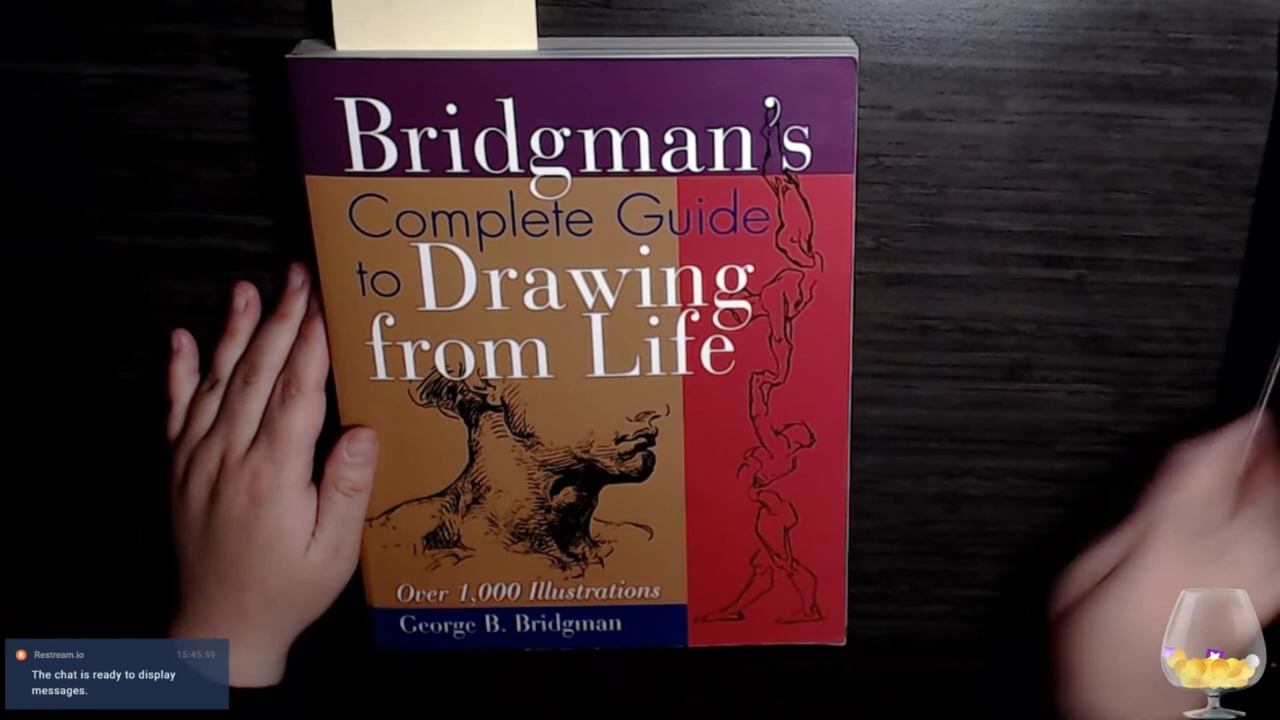 Bridgman's
Complete Guide
to Drawing
from Life
Over 1,000 Illustrations
George B. Bridgman
Restream.io 15:45:59
The chat is ready to display
messages.